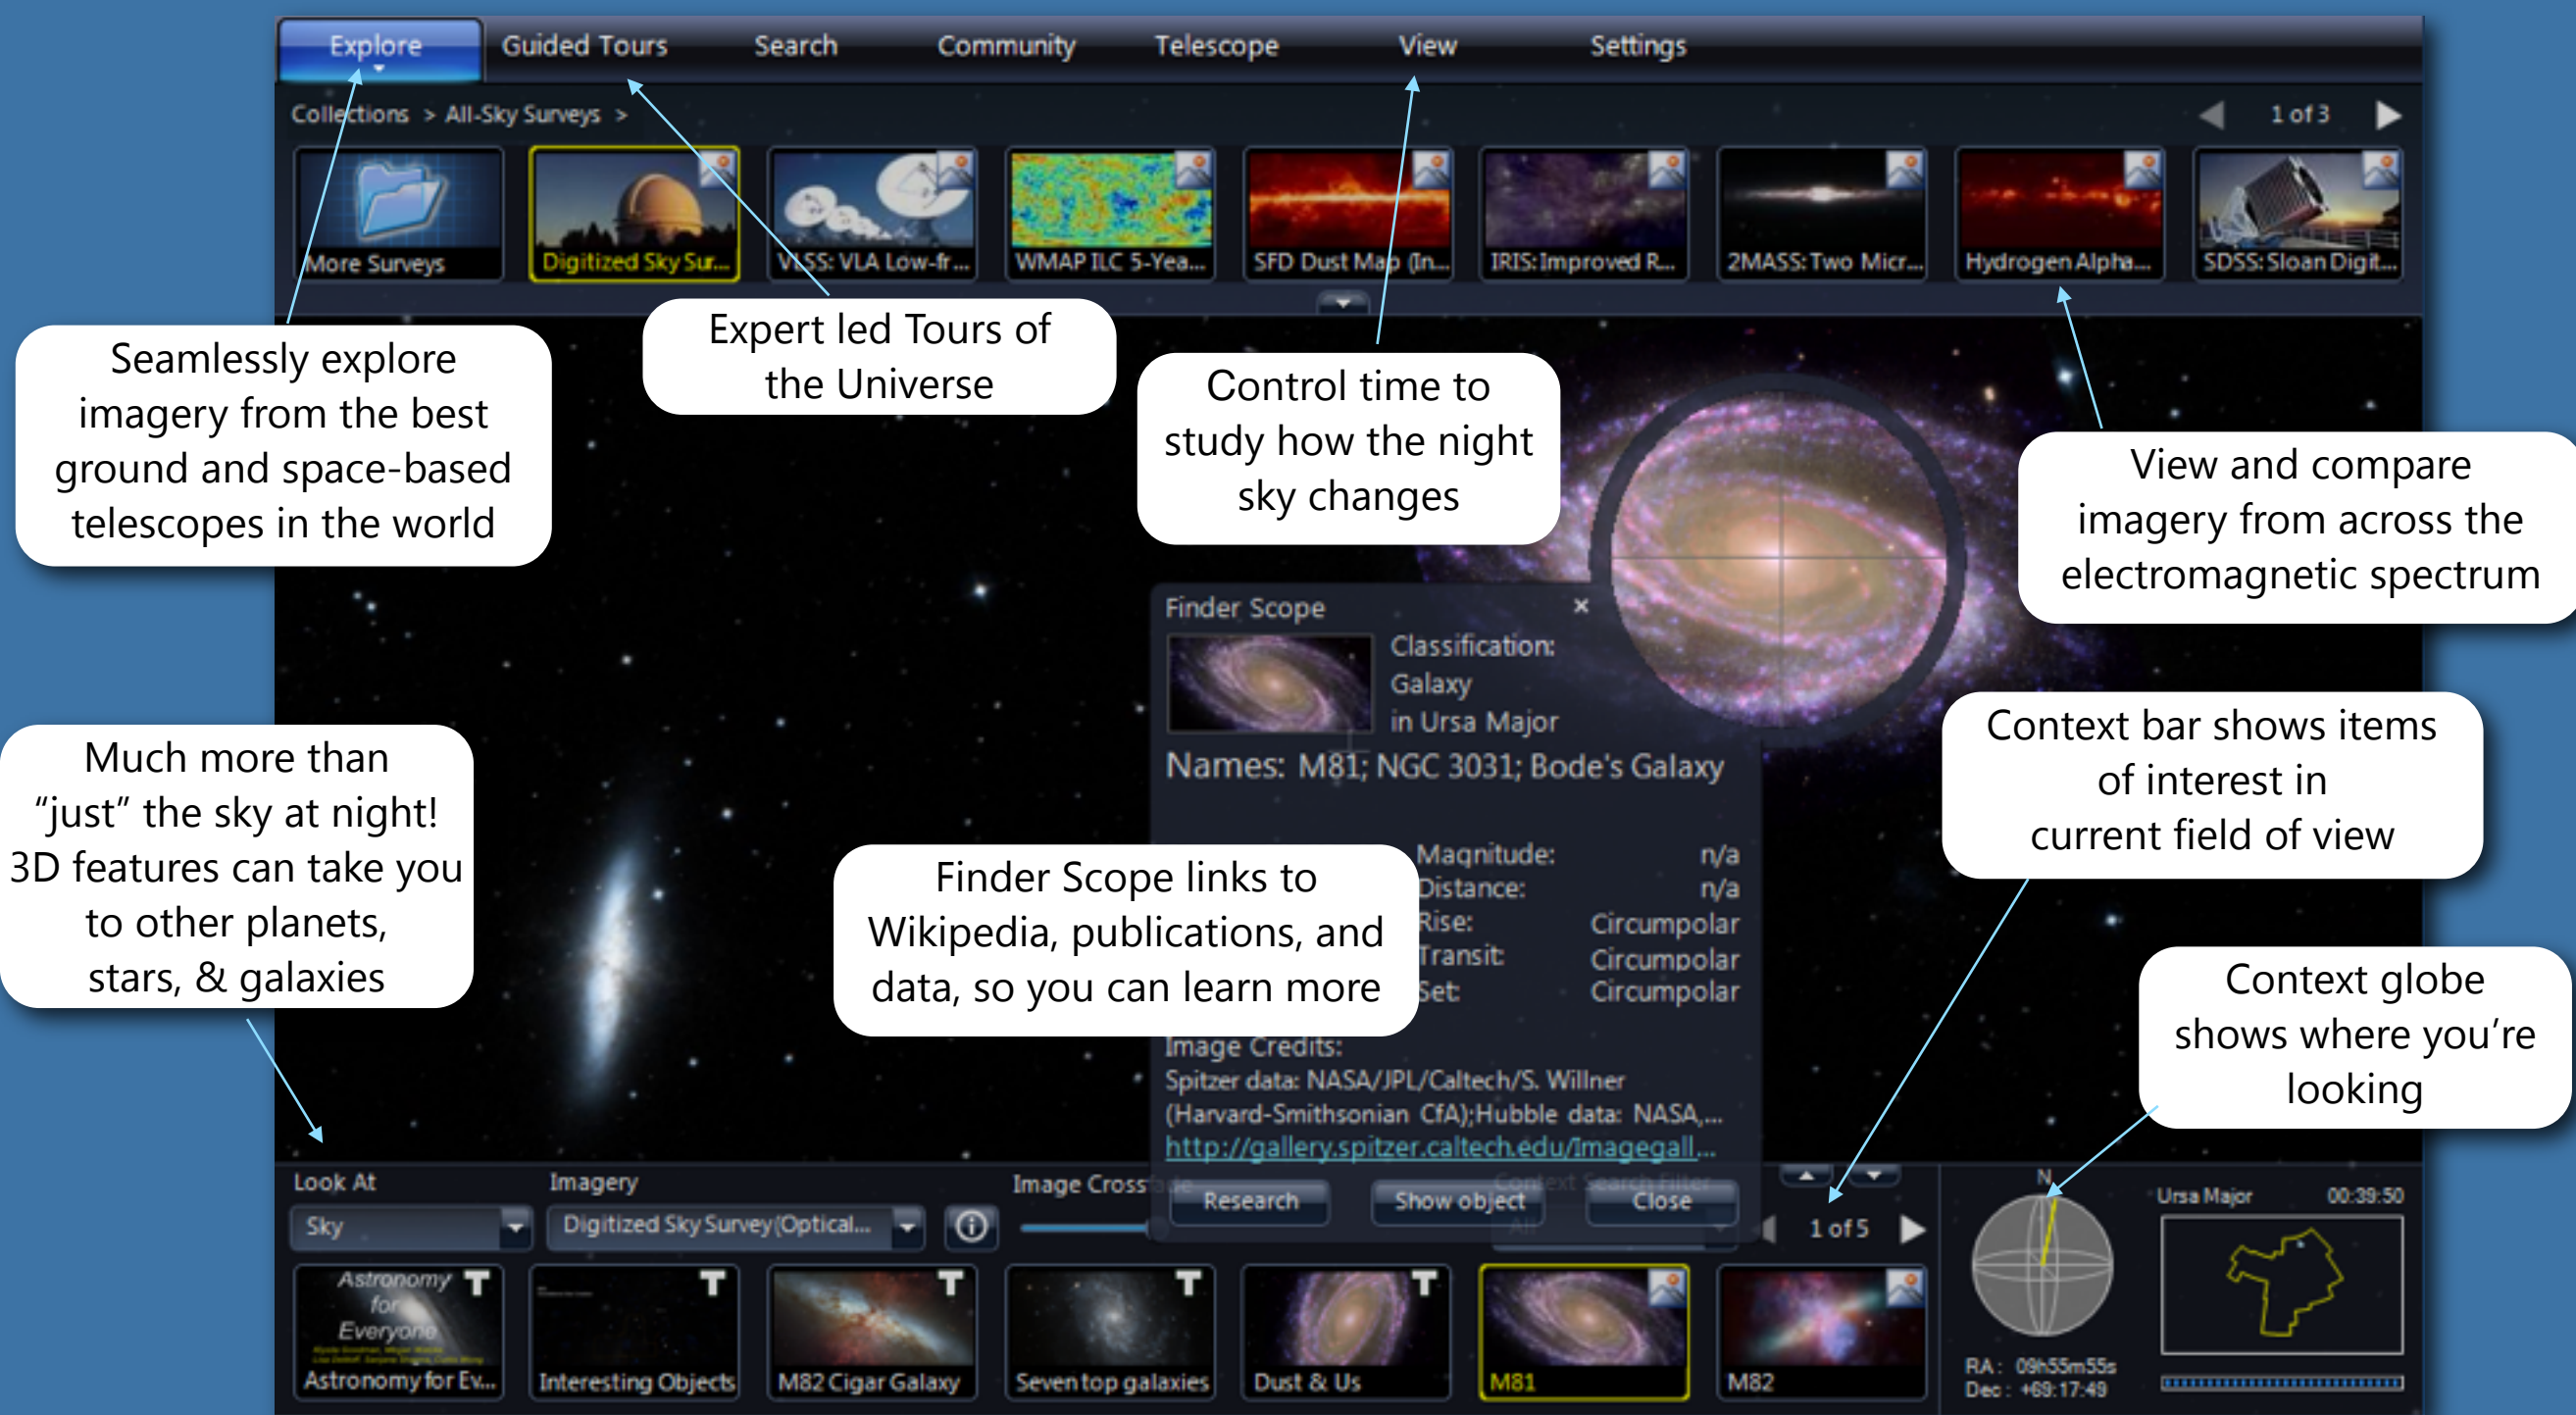 Explore
Guided Tours
Search
Community
Telescope
View
Settings
Collections > All-Sky Surveys >
1 of 3
More Surveys
Digitized Sky Sur...
VLSS: VLA Low-fr...
WMAP ILC 5-Yea...
SFD Dust Map (In...
IRIS: Improved R...
2MASS: Two Micr...
Hydrogen Alpha...
SDSS: Sloan Digit...
Seamlessly explore
imagery from the best
ground and space-based
telescopes in the world
Expert led Tours of
the Universe
Control time to
study how the night
sky changes
View and compare
imagery from across the
electromagnetic spectrum
Finder Scope
Classification:
Galaxy
in Ursa Major
Names: M81; NGC 3031; Bode's Galaxy
Magnitude: n/a
Distance: n/a
Rise: Circumpolar
Transit: Circumpolar
Set: Circumpolar
Image Credits:
Spitzer data: NASA/JPL/Caltech/S. Willner
(Harvard-Smithsonian CfA);Hubble data: NASA,...
http://gallery.spitzer.caltech.edu/Imagegall...
Research
Show object
Close
Much more than
“just” the sky at night!
3D features can take you
to other planets,
stars, & galaxies
Finder Scope links to
Wikipedia, publications, and
data, so you can learn more
Context bar shows items
of interest in
current field of view
Context globe
shows where you’re
looking
Look At
Sky
Imagery
Digitized Sky Survey (Optical...
Image Crossfade
Context Search Filter
All
1 of 5
N
Ursa Major
00:39:50
RA : 09h55m55s
Dec : +69:17:49
Astronomy
for
Everyone
T
Astronomy for Ev...
T
Interesting Objects
T
M82 Cigar Galaxy
T
Seven top galaxies
T
Dust & Us
M81
M82